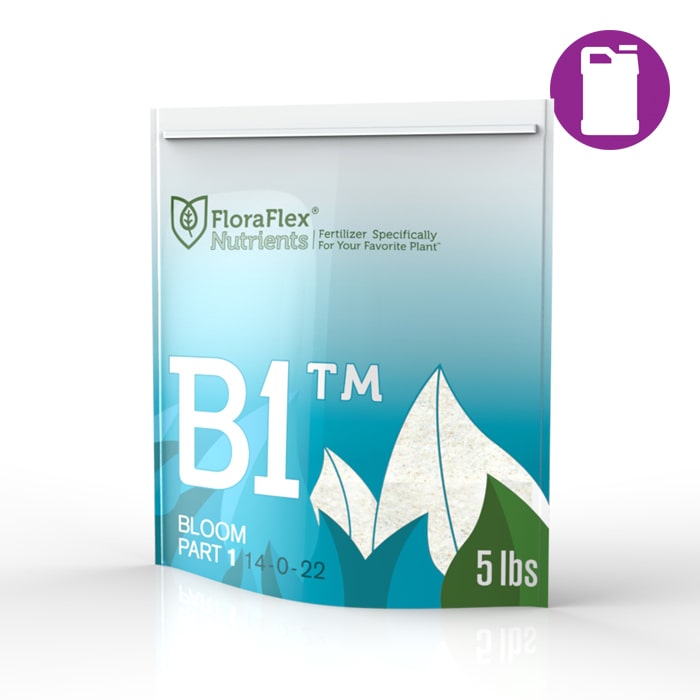 FloraFlex®
Nutrients
Fertilizer Specifically
For Your Favorite Plant™
B1™
BLOOM
PART 1 14-0-22
5 lbs